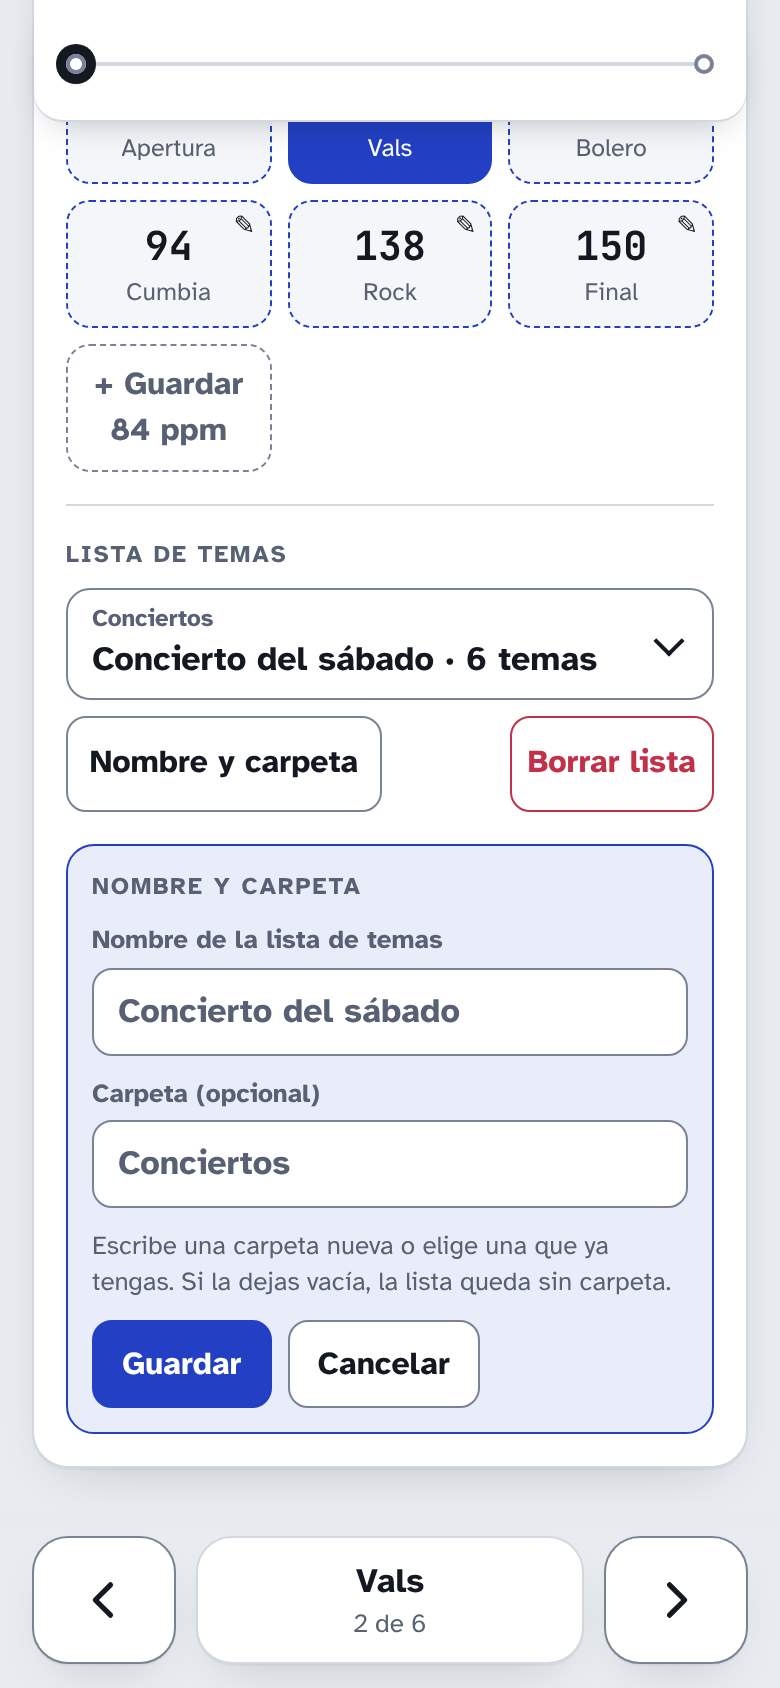 Apertura
Vals
Bolero
94
Cumbia
138
Rock
150
Final
+ Guardar
84 ppm
LISTA DE TEMAS
Conciertos
Concierto del sábado · 6 temas
Nombre y carpeta
Borrar lista
NOMBRE Y CARPETA
Nombre de la lista de temas
Concierto del sábado
Carpeta (opcional)
Conciertos
Escribe una carpeta nueva o elige una que ya
tengas. Si la dejas vacía, la lista queda sin carpeta.
Guardar
Cancelar
Vals
2 de 6